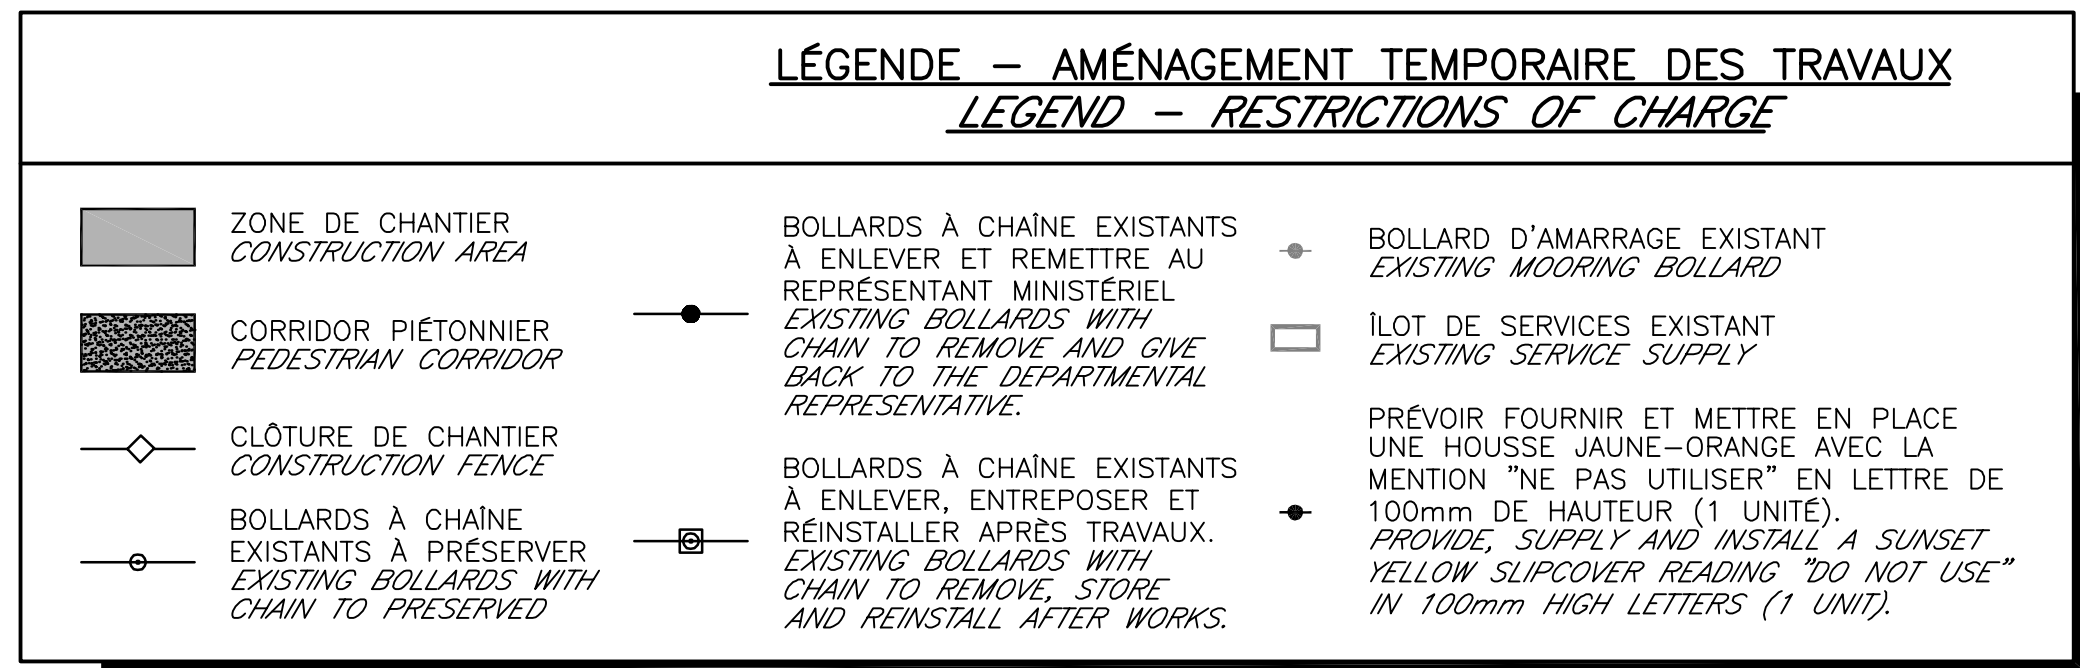 LÉGENDE – AMÉNAGEMENT TEMPORAIRE DES TRAVAUX
LEGEND – RESTRICTIONS OF CHARGE
ZONE DE CHANTIER
CONSTRUCTION AREA
CORRIDOR PIÉTONNIER
PEDESTRIAN CORRIDOR
CLÔTURE DE CHANTIER
CONSTRUCTION FENCE
BOLLARDS À CHAÎNE
EXISTANTS À PRÉSERVER
EXISTING BOLLARDS WITH
CHAIN TO PRESERVED
BOLLARDS À CHAÎNE EXISTANTS
À ENLEVER ET REMETTRE AU
REPRÉSENTANT MINISTÉRIEL
EXISTING BOLLARDS WITH
CHAIN TO REMOVE AND GIVE
BACK TO THE DEPARTMENTAL
REPRESENTATIVE.
BOLLARDS À CHAÎNE EXISTANTS
À ENLEVER, ENTREPOSER ET
RÉINSTALLER APRÈS TRAVAUX.
EXISTING BOLLARDS WITH
CHAIN TO REMOVE, STORE
AND REINSTALL AFTER WORKS.
BOLLARD D'AMARRAGE EXISTANT
EXISTING MOORING BOLLARD
ÎLOT DE SERVICES EXISTANT
EXISTING SERVICE SUPPLY
PRÉVOIR FOURNIR ET METTRE EN PLACE
UNE HOUSSE JAUNE–ORANGE AVEC LA
MENTION "NE PAS UTILISER" EN LETTRE DE
100mm DE HAUTEUR (1 UNITÉ).
PROVIDE, SUPPLY AND INSTALL A SUNSET
YELLOW SLIPCOVER READING "DO NOT USE"
IN 100mm HIGH LETTERS (1 UNIT).